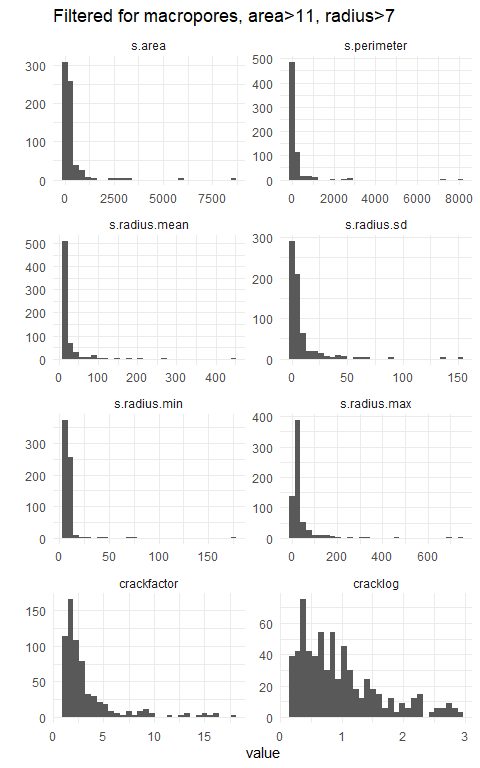 Filtered for macropores, area>11, radius>7
s.area s.perimeter
300
200
100
0
0 2500 5000 7500
500
400
300
200
100
0
0 2000 4000 6000 8000
s.radius.mean s.radius.sd
500
400
300
200
100
0
0 100 200 300 400
300
200
100
0
0 50 100 150
s.radius.min s.radius.max
300
200
100
0
0 50 100 150
400
300
200
100
0
0 200 400 600
crackfactor cracklog
150
100
50
0
0 5 10 15
60
40
20
0
0 1 2 3
value